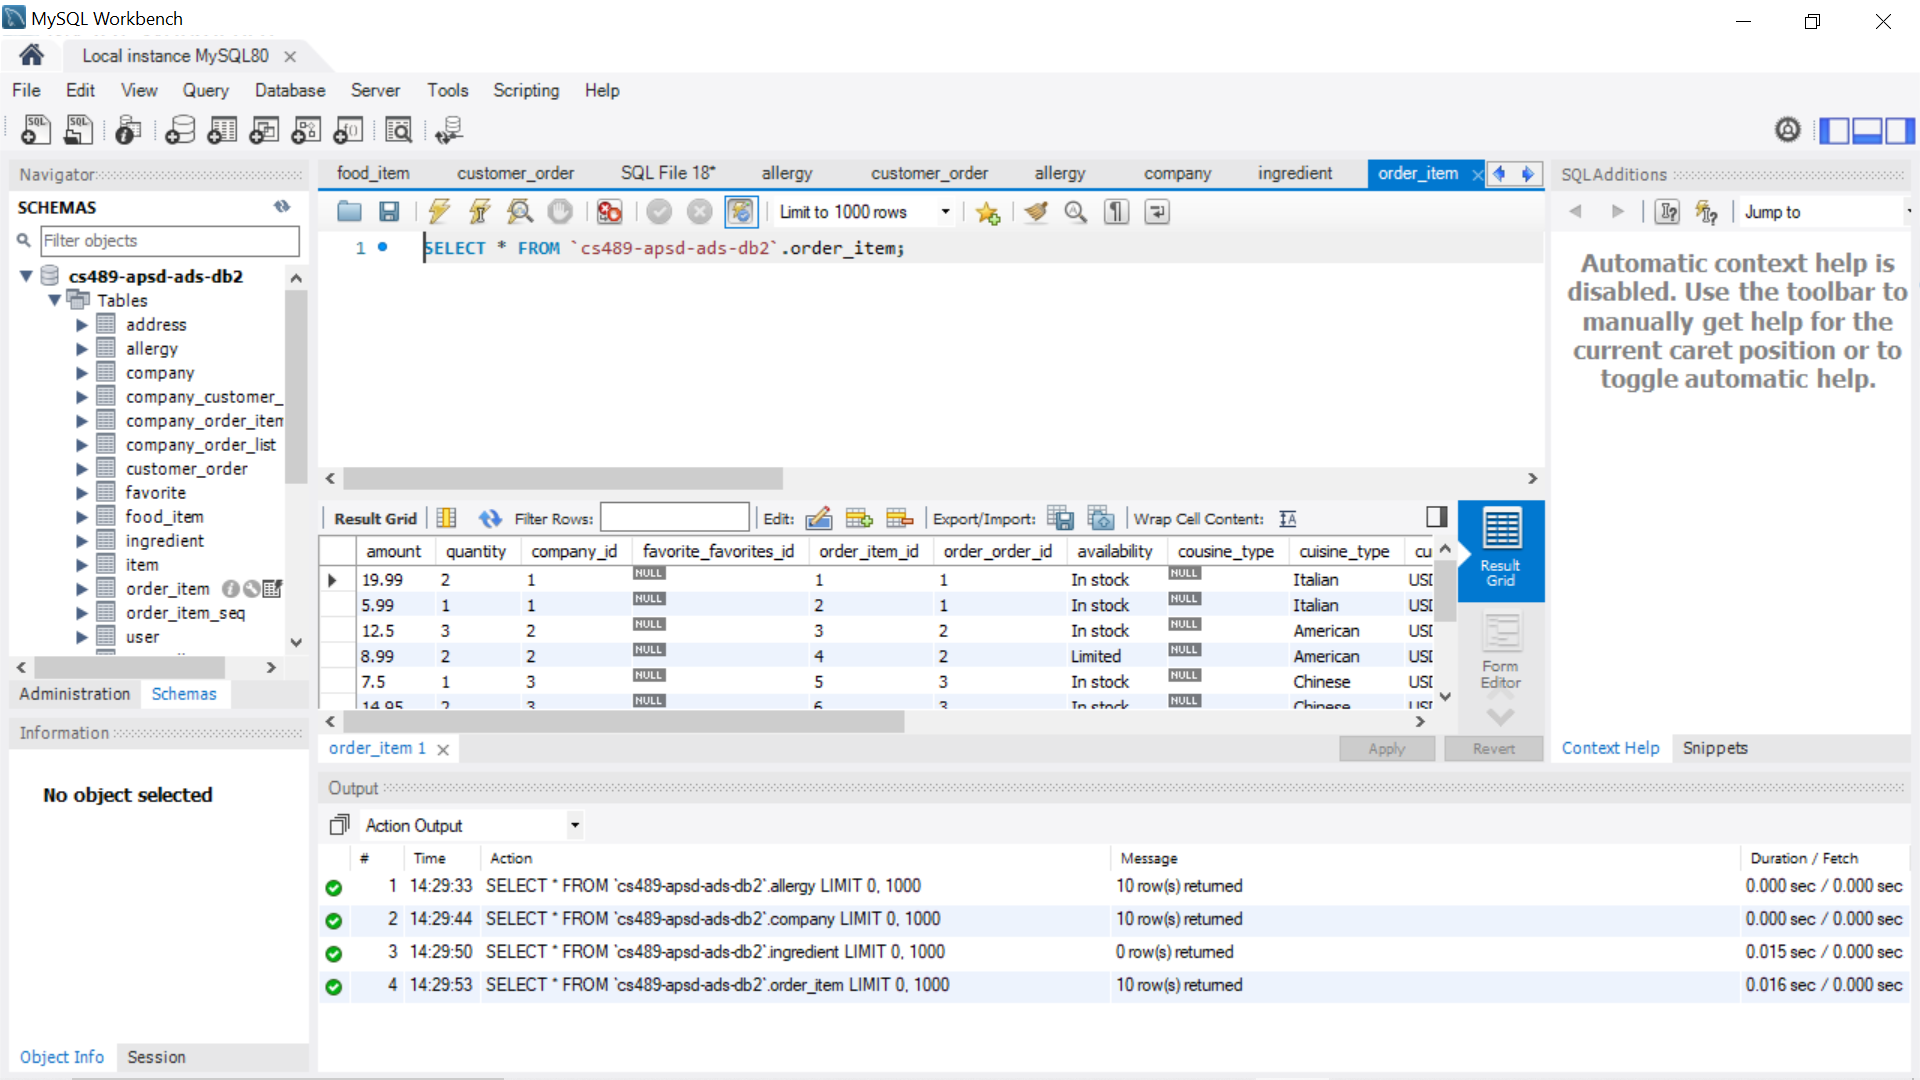 MySQL Workbench
Local instance MySQL80
File Edit View Query Database Server Tools Scripting Help
Navigator
SCHEMAS
Filter objects
cs489-apsd-ads-db2
Tables
address
allergy
company
company_customer_
company_order_item
company_order_list
customer_order
favorite
food_item
ingredient
item
order_item
order_item_seq
user
Administration Schemas
Information
No object selected
Object Info Session
food_item customer_order SQL File 18* allergy customer_order allergy company ingredient order_item
Limit to 1000 rows
1 SELECT * FROM `cs489-apsd-ads-db2`.order_item;
Result Grid Filter Rows: Edit: Export/Import: Wrap Cell Content:
amount quantity company_id favorite_favorites_id order_item_id order_order_id availability cousine_type cuisine_type cu
19.99 2 1 NULL 1 1 In stock NULL Italian USD
5.99 1 1 NULL 2 1 In stock NULL Italian USD
12.5 3 2 NULL 3 2 In stock NULL American USD
8.99 2 2 NULL 4 2 Limited NULL American USD
7.5 1 3 NULL 5 3 In stock NULL Chinese USD
14.95 2 3 NULL 6 3 In stock NULL Chinese USD
Result Grid
Form Editor
order_item 1
Apply Revert
SQLAdditions
Jump to
Automatic context help is
disabled. Use the toolbar to
manually get help for the
current caret position or to
toggle automatic help.
Context Help Snippets
Output
Action Output
# Time Action Message Duration / Fetch
1 14:29:33 SELECT * FROM `cs489-apsd-ads-db2`.allergy LIMIT 0, 1000 10 row(s) returned 0.000 sec / 0.000 sec
2 14:29:44 SELECT * FROM `cs489-apsd-ads-db2`.company LIMIT 0, 1000 10 row(s) returned 0.000 sec / 0.000 sec
3 14:29:50 SELECT * FROM `cs489-apsd-ads-db2`.ingredient LIMIT 0, 1000 0 row(s) returned 0.015 sec / 0.000 sec
4 14:29:53 SELECT * FROM `cs489-apsd-ads-db2`.order_item LIMIT 0, 1000 10 row(s) returned 0.016 sec / 0.000 sec